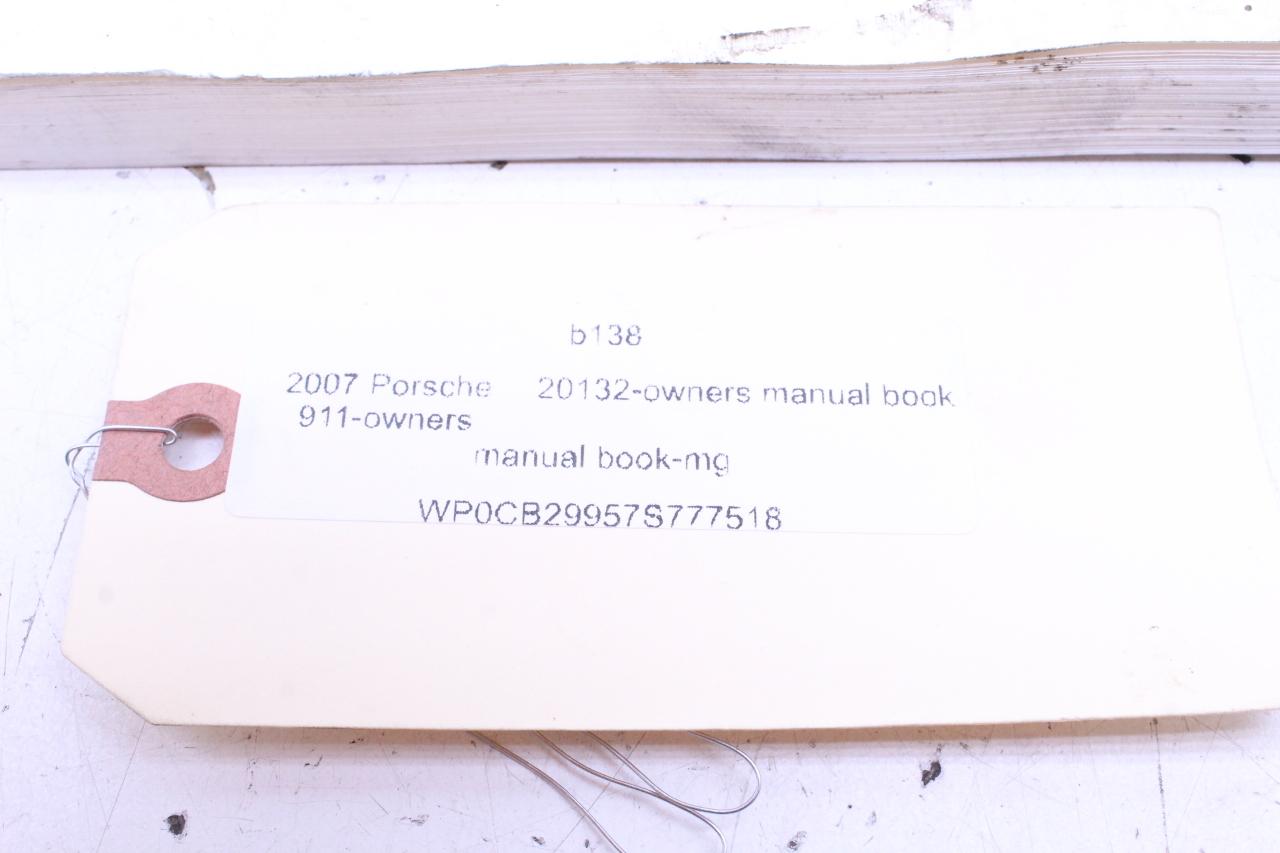 b138
2007 Porsche 20132-owners manual book
911-owners
manual book-mg
WP0CB29957S777518